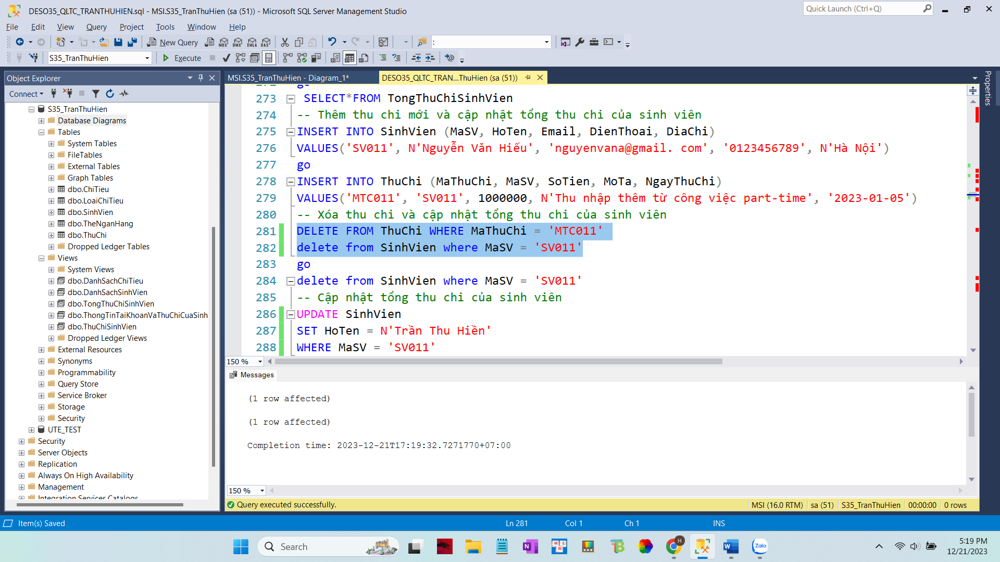 DESO35_QLTC_TRANTHUHIEN.sql - MSI.S35_TranThuHien (sa (51)) - Microsoft SQL Server Management Studio
Quick Launch (Ctrl+Q)
File Edit View Query Project Tools Window Help
New Query MDX DMX XMLA DAX :
S35_TranThuHien Execute
Object Explorer
Connect
S35_TranThuHien
Database Diagrams
Tables
System Tables
FileTables
External Tables
Graph Tables
dbo.ChiTieu
dbo.LoaiChiTieu
dbo.SinhVien
dbo.TheNganHang
dbo.ThuChi
Dropped Ledger Tables
Views
System Views
dbo.DanhSachChiTieu
dbo.DanhSachSinhVien
dbo.TongThuChiSinhVien
dbo.ThongTinTaiKhoanVaThuChiCuaSinh
dbo.ThuChiSinhVien
Dropped Ledger Views
External Resources
Synonyms
Programmability
Query Store
Service Broker
Storage
Security
UTE_TEST
Security
Server Objects
Replication
Always On High Availability
Management
Integration Services Catalogs
MSI.S35_TranThuHien - Diagram_1* DESO35_QLTC_TRAN...ThuHien (sa (51))
Properties
272 go
273 SELECT*FROM TongThuChiSinhVien
274 -- Thêm thu chi mới và cập nhật tổng thu chi của sinh viên
275 INSERT INTO SinhVien (MaSV, HoTen, Email, DienThoai, DiaChi)
276 VALUES('SV011', N'Nguyễn Văn Hiếu', 'nguyenvana@gmail. com', '0123456789', N'Hà Nội')
277 go
278 INSERT INTO ThuChi (MaThuChi, MaSV, SoTien, MoTa, NgayThuChi)
279 VALUES('MTC011', 'SV011', 1000000, N'Thu nhập thêm từ công việc part-time', '2023-01-05')
280 -- Xóa thu chi và cập nhật tổng thu chi của sinh viên
281 DELETE FROM ThuChi WHERE MaThuChi = 'MTC011'
282 delete from SinhVien where MaSV = 'SV011'
283 go
284 delete from SinhVien where MaSV = 'SV011'
285 -- Cập nhật tổng thu chi của sinh viên
286 UPDATE SinhVien
287 SET HoTen = N'Trần Thu Hiền'
288 WHERE MaSV = 'SV011'
150 %
Messages
(1 row affected)
(1 row affected)
Completion time: 2023-12-21T17:19:32.7271770+07:00
150 %
Query executed successfully. MSI (16.0 RTM) sa (51) S35_TranThuHien 00:00:00 0 rows
Item(s) Saved Ln 281 Col 1 Ch 1 INS
Search
Zalo
5:19 PM
12/21/2023